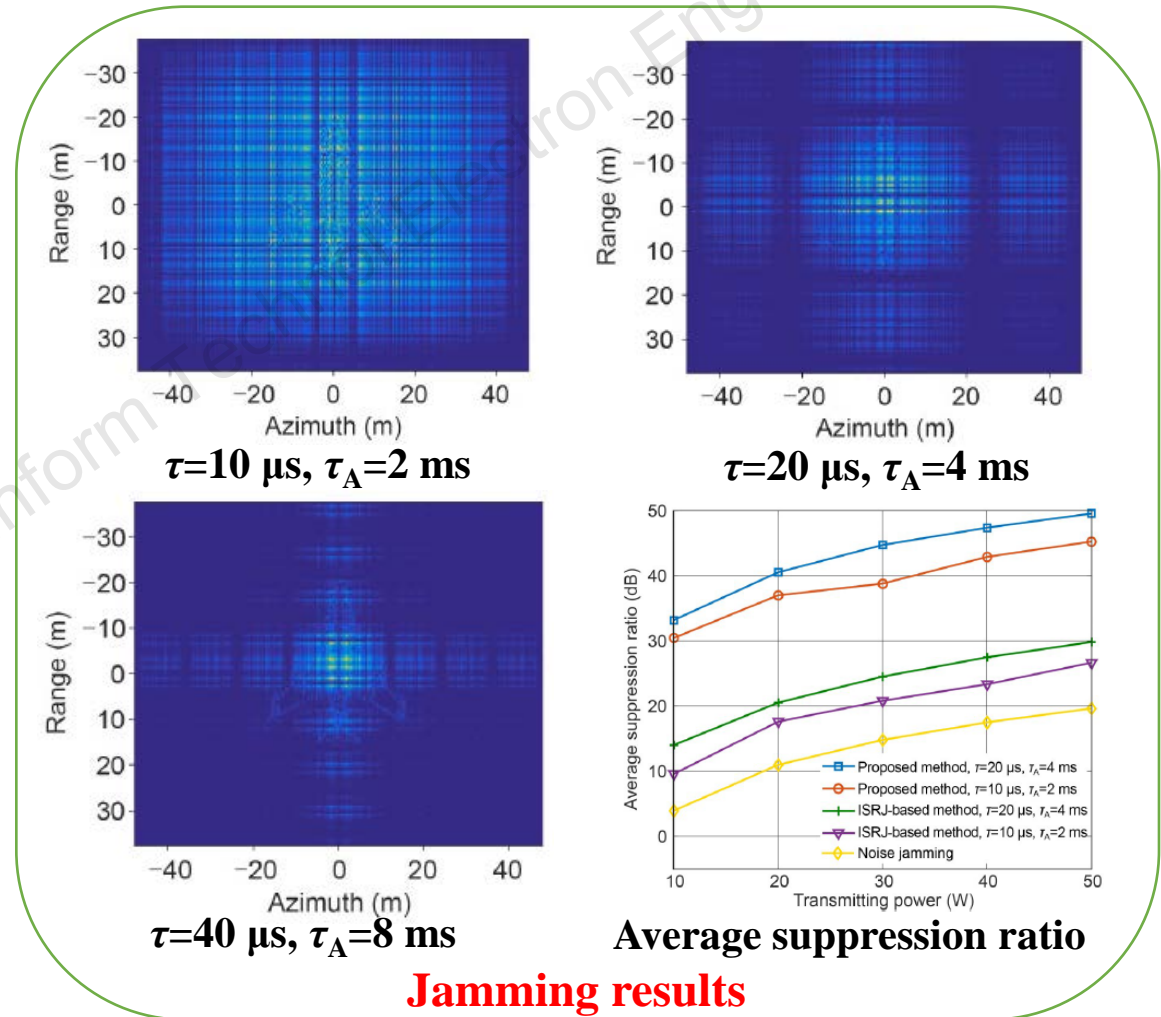 Inform Technol Electron Eng
−30
−20
−10
0
10
20
30
Range (m)
−40 −20 0 20 40
Azimuth (m)
τ=10 μs, τA=2 ms
−30
−20
−10
0
10
20
30
Range (m)
−40 −20 0 20 40
Azimuth (m)
τ=20 μs, τA=4 ms
−30
−20
−10
0
10
20
30
Range (m)
−40 −20 0 20 40
Azimuth (m)
τ=40 μs, τA=8 ms
50
40
30
20
10
0
Average suppression ratio (dB)
Proposed method, τ=20 μs, τA=4 ms
Proposed method, τ=10 μs, τA=2 ms
ISRJ-based method, τ=20 μs, τA=4 ms
ISRJ-based method, τ=10 μs, τA=2 ms
Noise jamming
10 20 30 40 50
Transmitting power (W)
Average suppression ratio
Jamming results